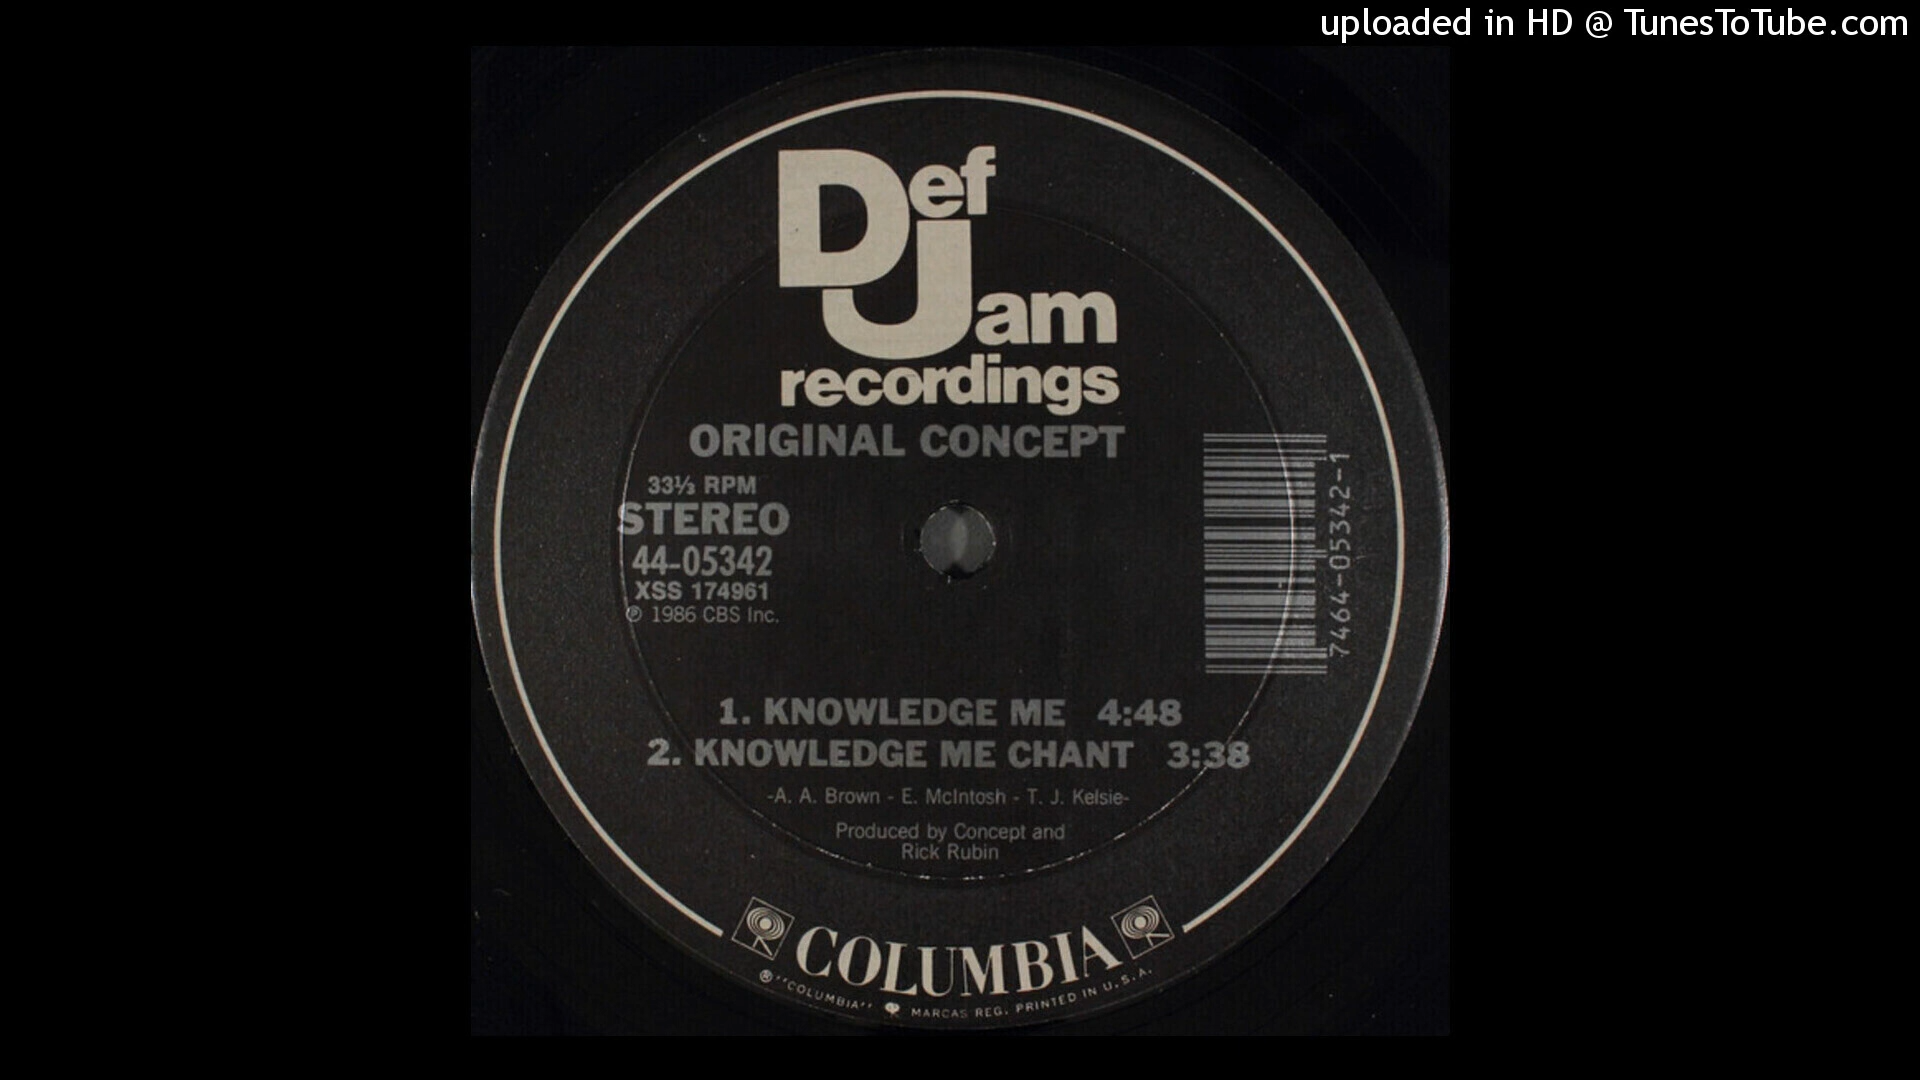 uploaded in HD @ TunesToTube.com
Def
Jam
recordings
ORIGINAL CONCEPT
33⅓ RPM
STEREO
44-05342
XSS 174961
℗ 1986 CBS Inc.
7464-05342-1
1. KNOWLEDGE ME 4:48
2. KNOWLEDGE ME CHANT 3:38
-A. A. Brown - E. McIntosh - T. J. Kelsie-
Produced by Concept and
Rick Rubin
COLUMBIA
® "COLUMBIA" MARCAS REG. PRINTED IN U.S.A.